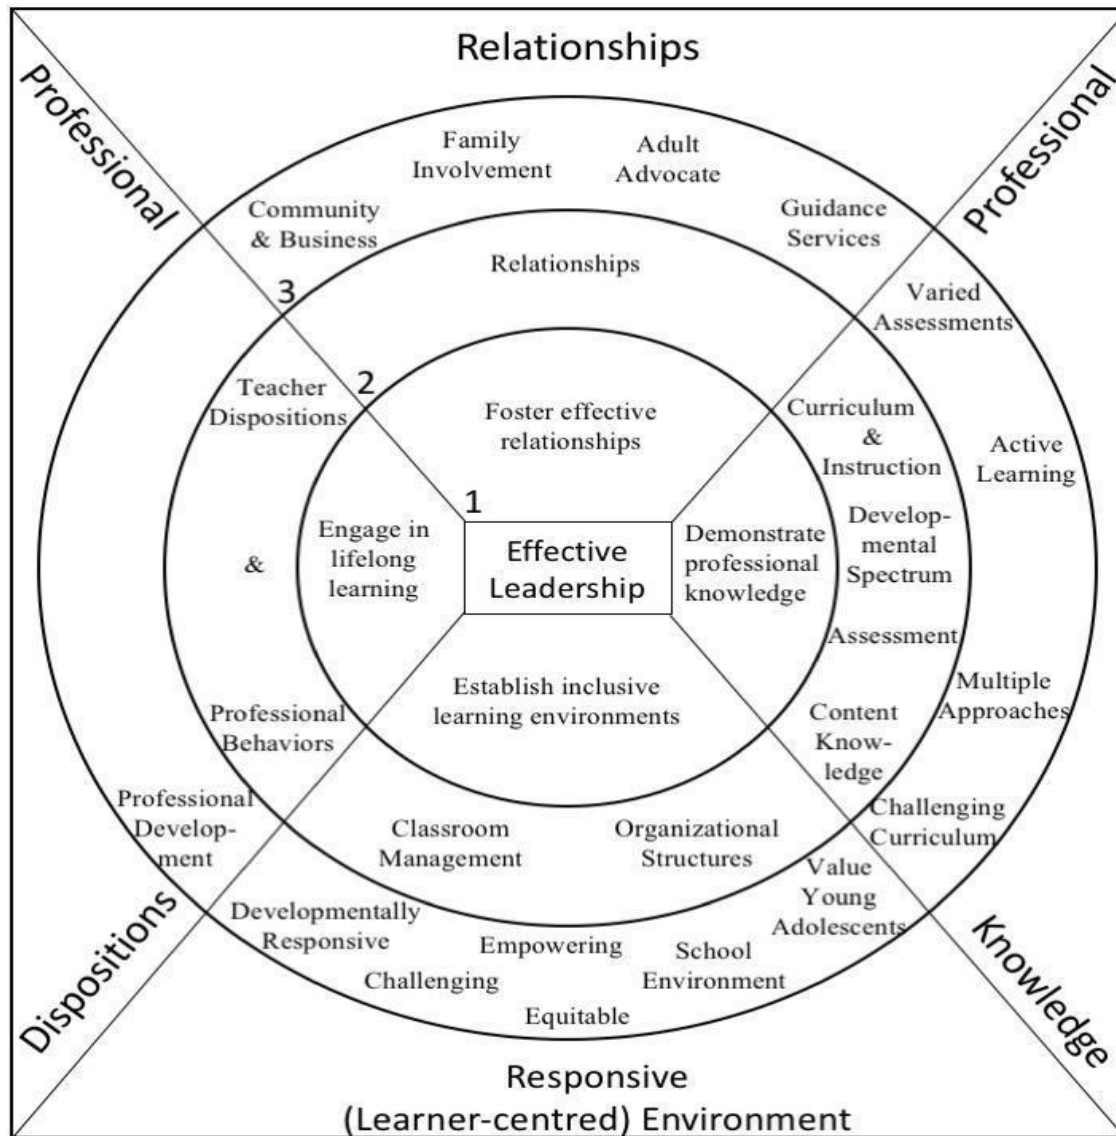 Relationships
Professional
Professional
Family
Involvement
Adult
Advocate
Community
& Business
Guidance
Services
Relationships
3
Varied
Assessments
2
Teacher
Dispositions
Foster effective
relationships
Curriculum
&
Instruction
Active
Learning
1
Engage in
lifelong
learning
&
Effective
Leadership
Demonstrate
professional
knowledge
Develop-
mental
Spectrum
Assessment
Establish inclusive
learning environments
Multiple
Approaches
Professional
Behaviors
Content
Know-
ledge
Professional
Develop-
ment
Classroom
Management
Organizational
Structures
Challenging
Curriculum
Value
Young
Adolescents
Developmentally
Responsive
Empowering
School
Environment
Challenging
Equitable
Dispositions
Knowledge
Responsive
(Learner-centred) Environment